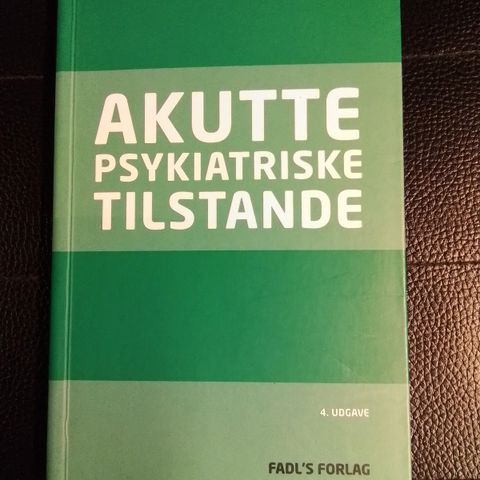 AKUTTE
PSYKIATRISKE
TILSTANDE
4. UDGAVE
FADL'S FORLAG